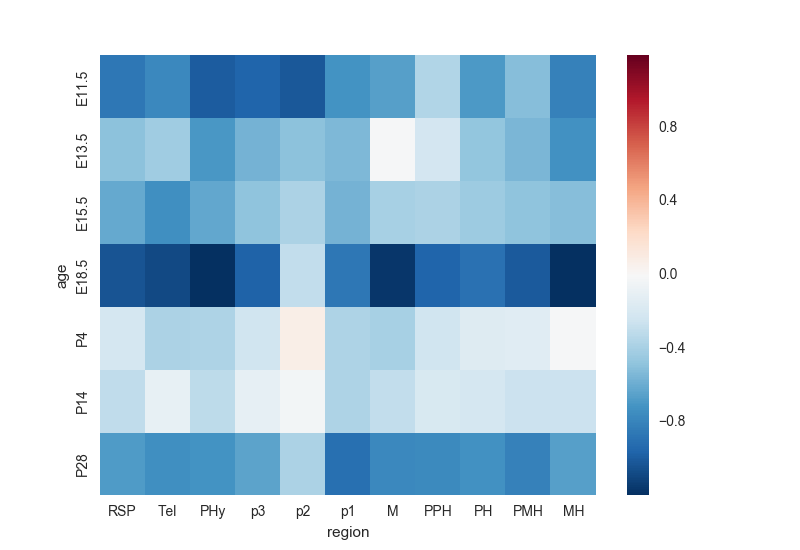 age
E11.5
E13.5
E15.5
E18.5
P4
P14
P28
RSP Tel PHy p3 p2 p1 M PPH PH PMH MH
region
0.8
0.4
0.0
−0.4
−0.8